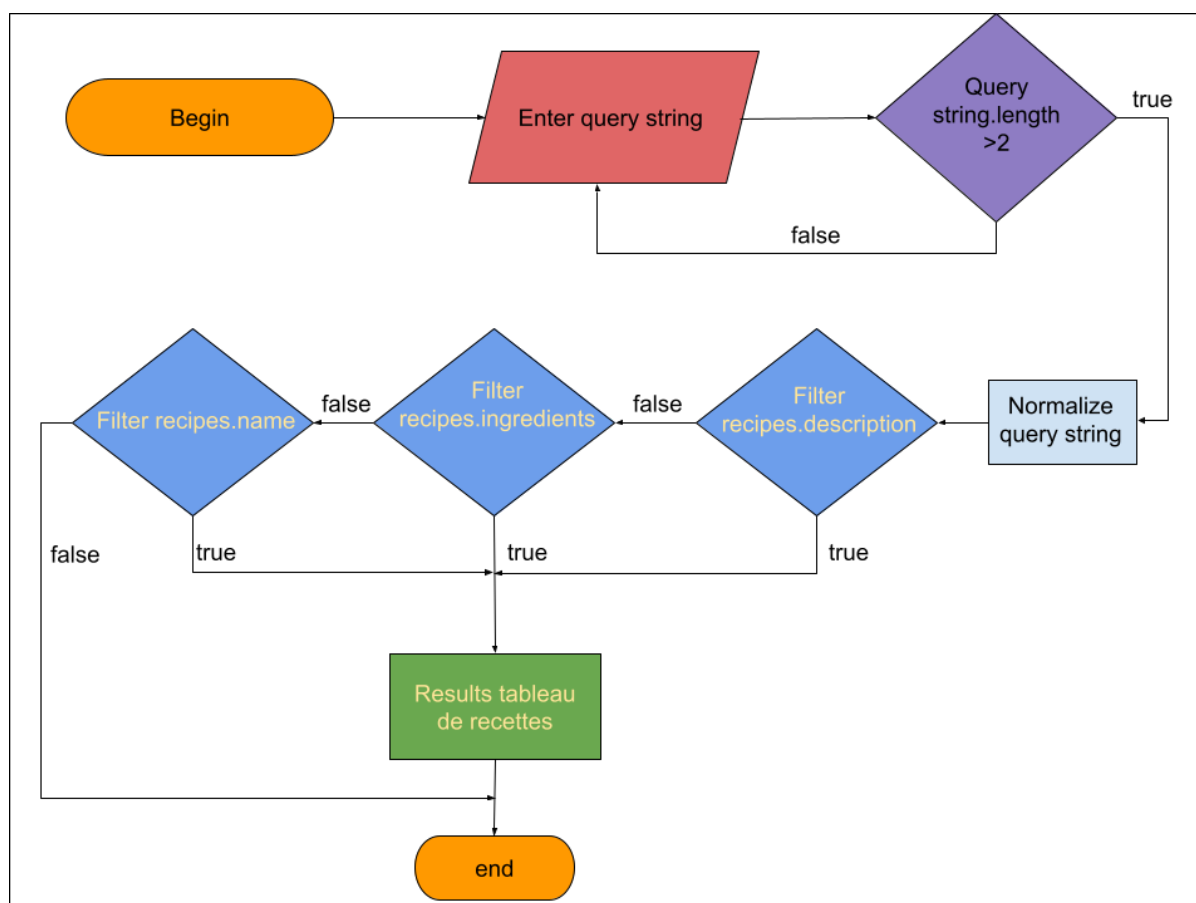 Begin
Enter query string
Query
string.length
>2
true
false
Filter recipes.name
false
Filter
recipes.ingredients
false
Filter
recipes.description
Normalize
query string
false
true
true
true
Results tableau
de recettes
end